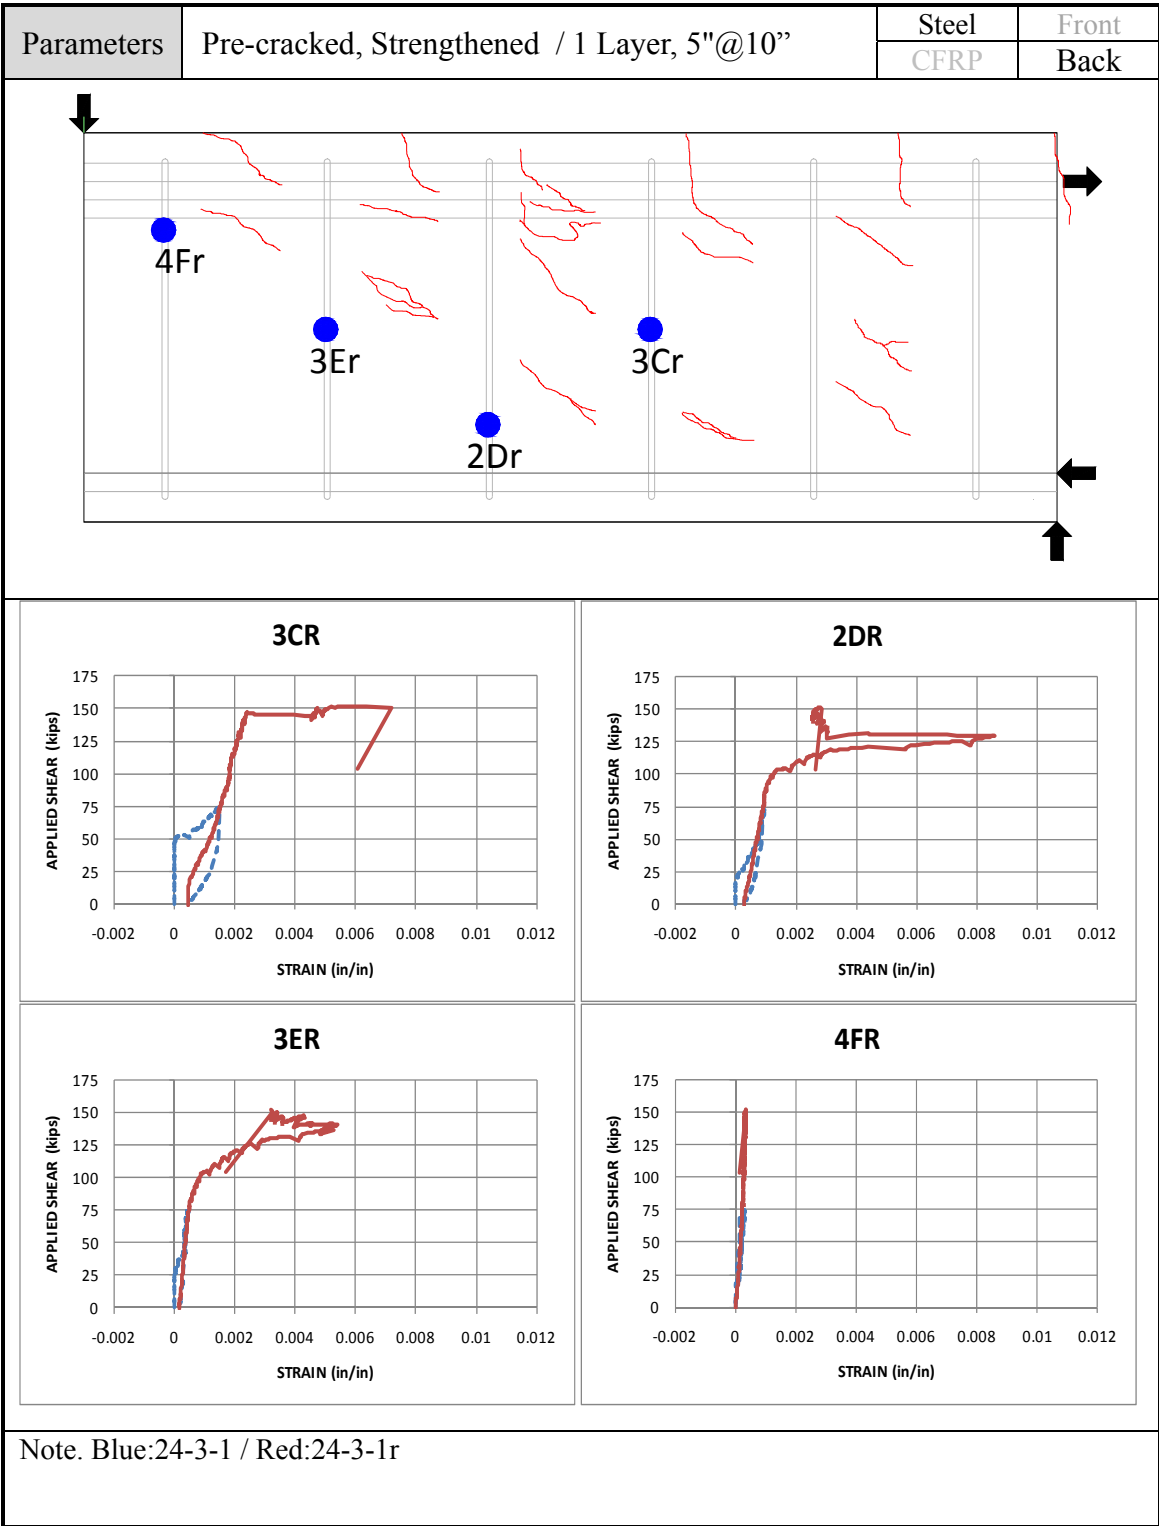 Parameters Pre-cracked, Strengthened / 1 Layer, 5"@10” Steel Front
CFRP Back
4Fr
3Er
3Cr
2Dr
3CR
APPLIED SHEAR (kips)
175
150
125
100
75
50
25
0
-0.002 0 0.002 0.004 0.006 0.008 0.01 0.012
STRAIN (in/in)
2DR
APPLIED SHEAR (kips)
175
150
125
100
75
50
25
0
-0.002 0 0.002 0.004 0.006 0.008 0.01 0.012
STRAIN (in/in)
3ER
APPLIED SHEAR (kips)
175
150
125
100
75
50
25
0
-0.002 0 0.002 0.004 0.006 0.008 0.01 0.012
STRAIN (in/in)
4FR
APPLIED SHEAR (kips)
175
150
125
100
75
50
25
0
-0.002 0 0.002 0.004 0.006 0.008 0.01 0.012
STRAIN (in/in)
Note. Blue:24-3-1 / Red:24-3-1r